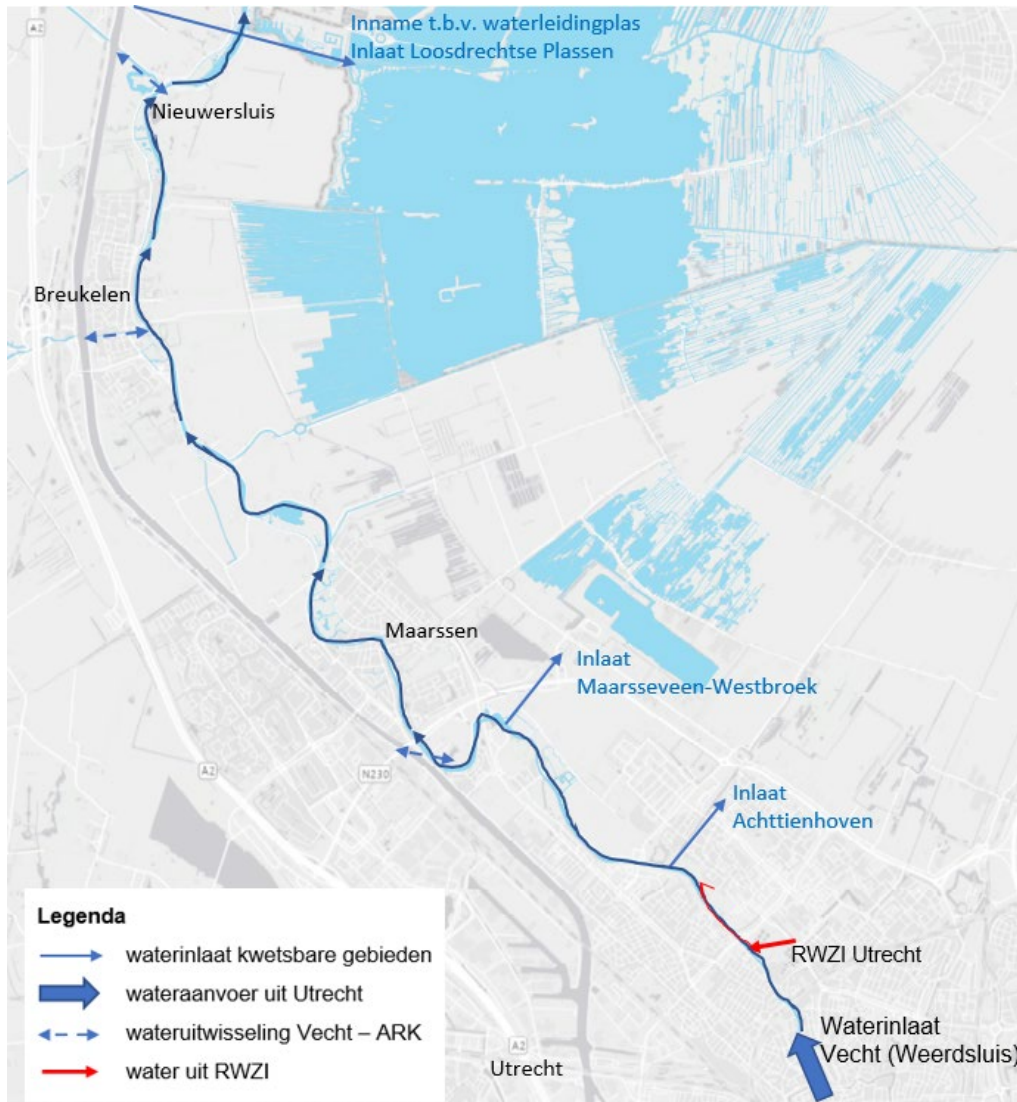 A2
Inname t.b.v. waterleidingplas
Inlaat Loosdrechtse Plassen
Nieuwersluis
Breukelen
Maarssen
Inlaat
Maarsseveen-Westbroek
A2
N230
Inlaat
Achttienhoven
RWZI Utrecht
Waterinlaat
Vecht (Weerdsluis)
A2
Utrecht
Legenda
waterinlaat kwetsbare gebieden
wateraanvoer uit Utrecht
wateruitwisseling Vecht – ARK
water uit RWZI